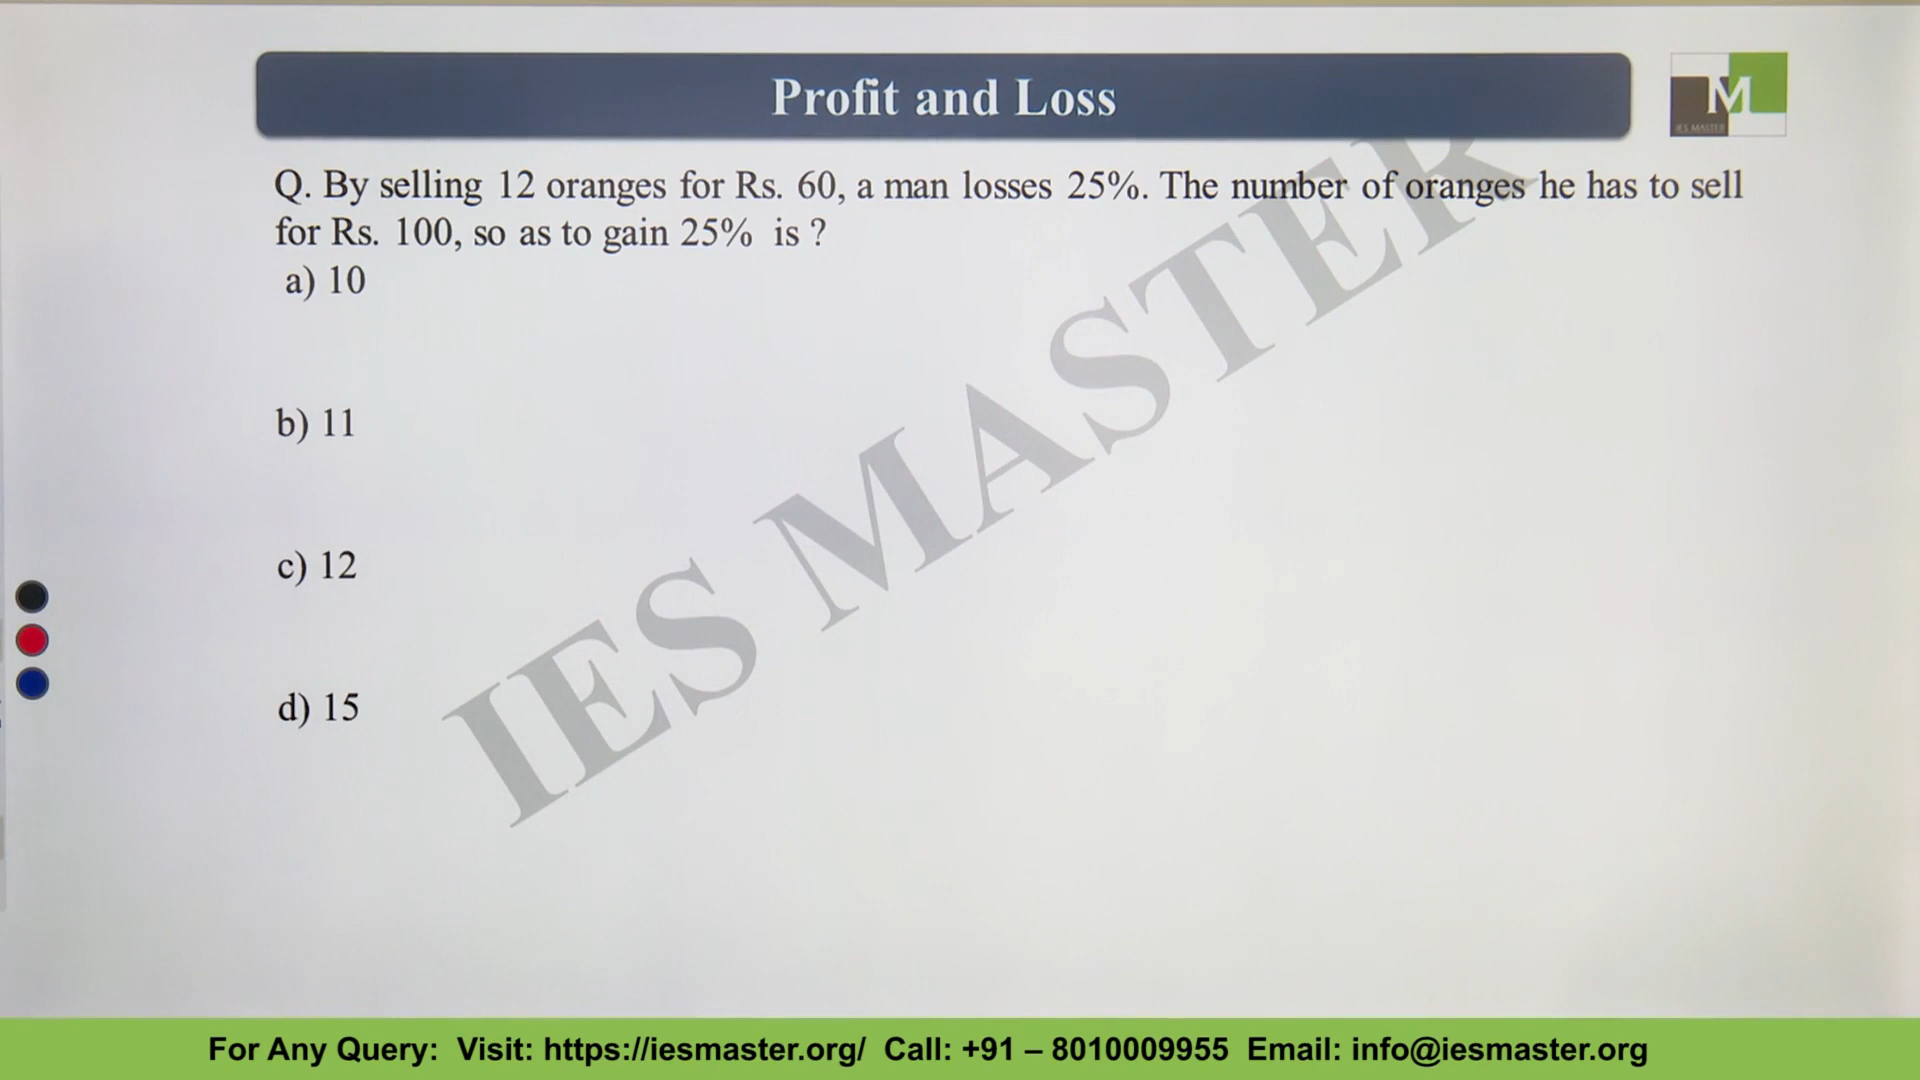 Profit and Loss
M
IES MASTER
Q. By selling 12 oranges for Rs. 60, a man losses 25%. The number of oranges he has to sell
for Rs. 100, so as to gain 25% is ?
a) 10
b) 11
c) 12
d) 15
IES MASTER
For Any Query: Visit: https://iesmaster.org/ Call: +91 – 8010009955 Email: info@iesmaster.org